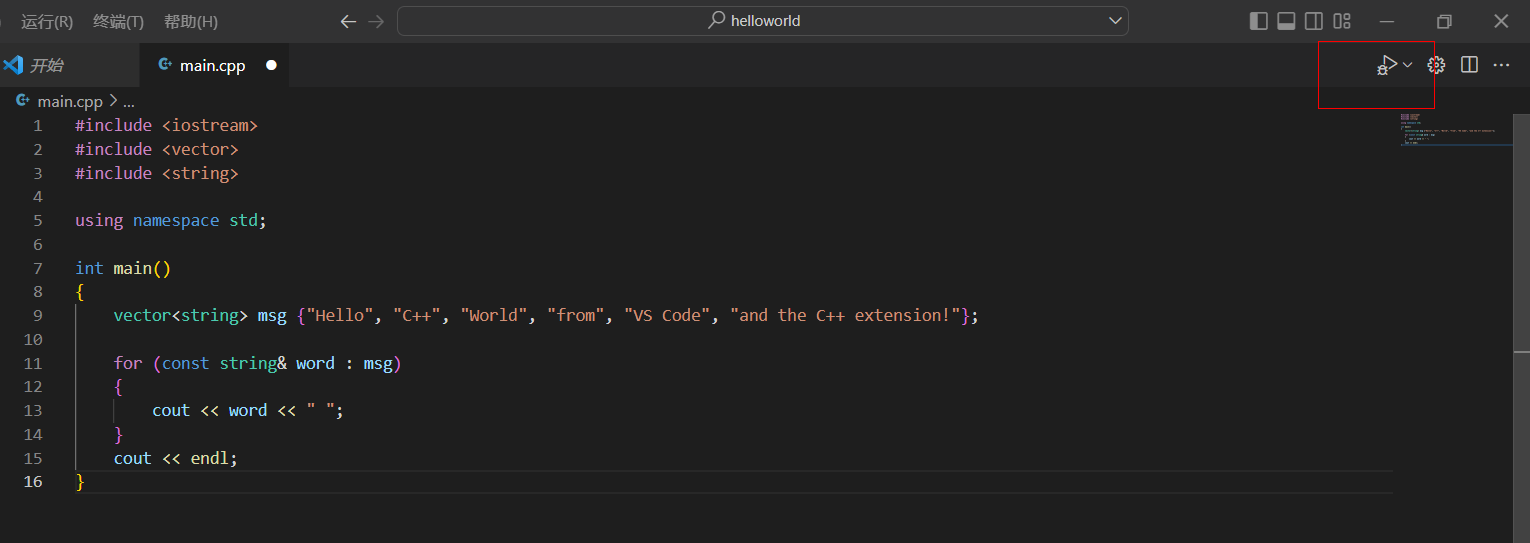 运行(R) 终端(T) 帮助(H) helloworld
开始 main.cpp
main.cpp > ...
1 #include <iostream>
2 #include <vector>
3 #include <string>
4
5 using namespace std;
6
7 int main()
8 {
9     vector<string> msg {"Hello", "C++", "World", "from", "VS Code", "and the C++ extension!"};
10
11     for (const string& word : msg)
12     {
13         cout << word << " ";
14     }
15     cout << endl;
16 }